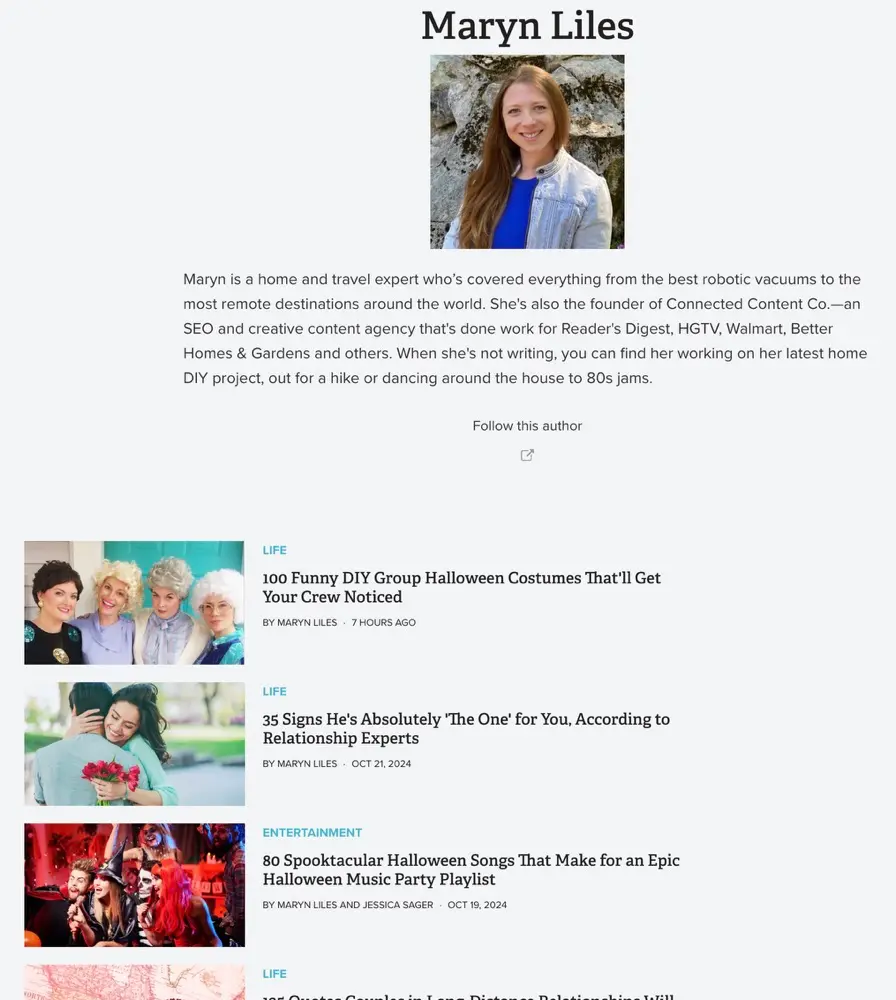 Maryn Liles
Maryn is a home and travel expert who’s covered everything from the best robotic vacuums to the
most remote destinations around the world. She's also the founder of Connected Content Co.—an
SEO and creative content agency that's done work for Reader's Digest, HGTV, Walmart, Better
Homes & Gardens and others. When she's not writing, you can find her working on her latest home
DIY project, out for a hike or dancing around the house to 80s jams.
Follow this author
LIFE
100 Funny DIY Group Halloween Costumes That'll Get
Your Crew Noticed
BY MARYN LILES · 7 HOURS AGO
LIFE
35 Signs He's Absolutely 'The One' for You, According to
Relationship Experts
BY MARYN LILES · OCT 21, 2024
ENTERTAINMENT
80 Spooktacular Halloween Songs That Make for an Epic
Halloween Music Party Playlist
BY MARYN LILES AND JESSICA SAGER · OCT 19, 2024
LIFE
Quotes Couples in Long-Distance Relationships Will